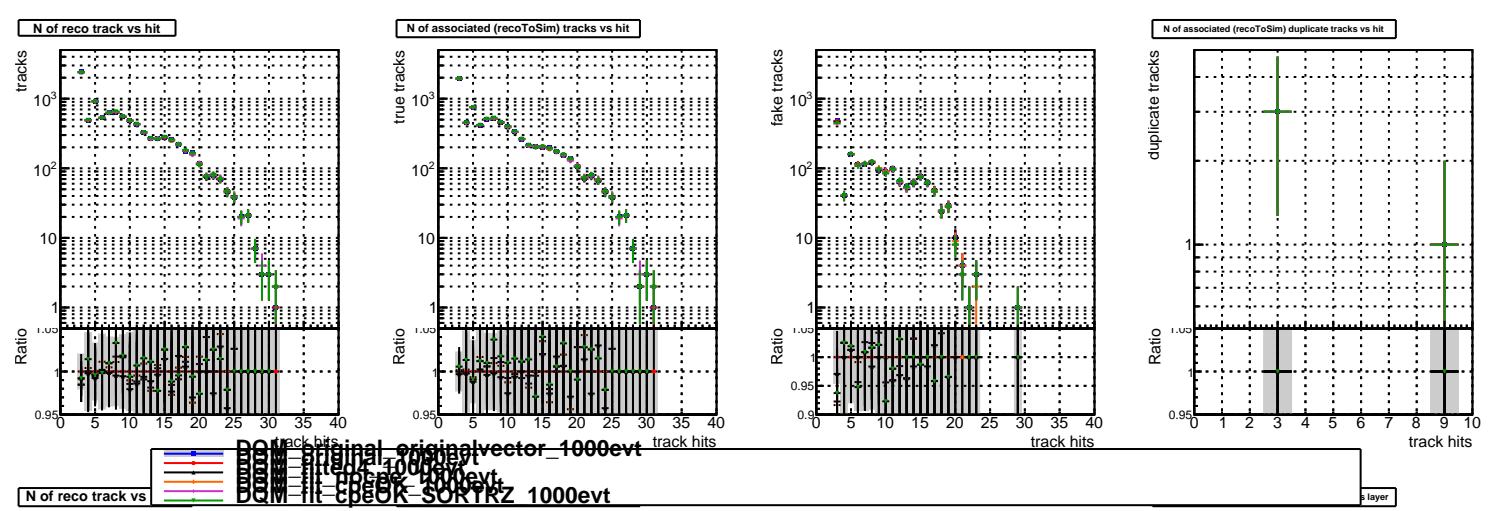 N of reco track vs hit
N of associated (recoToSim) tracks vs hit
N of associated (recoToSim) duplicate tracks vs hit
tracks
10³
10²
10
1
1.05
Ratio
1
0.95
0 5 10 15 20 25 30 35 40
track hits
true tracks
10³
10²
10
1
1.05
Ratio
1
0.95
0 5 10 15 20 25 30 35 40
track hits
fake tracks
10³
10²
10
1
Ratio
1
0.95
0.9
0 5 10 15 20 25 30 35 40
duplicate tracks
1
1.05
Ratio
1
0.95
0 1 2 3 4 5 6 7 8 9 10
track hits
DQM_original_originalvector_1000evt
DQM_original_1000evt
DQM_fit_cpeOK_SORTRZ_1000evt
N of reco track vs
s layer